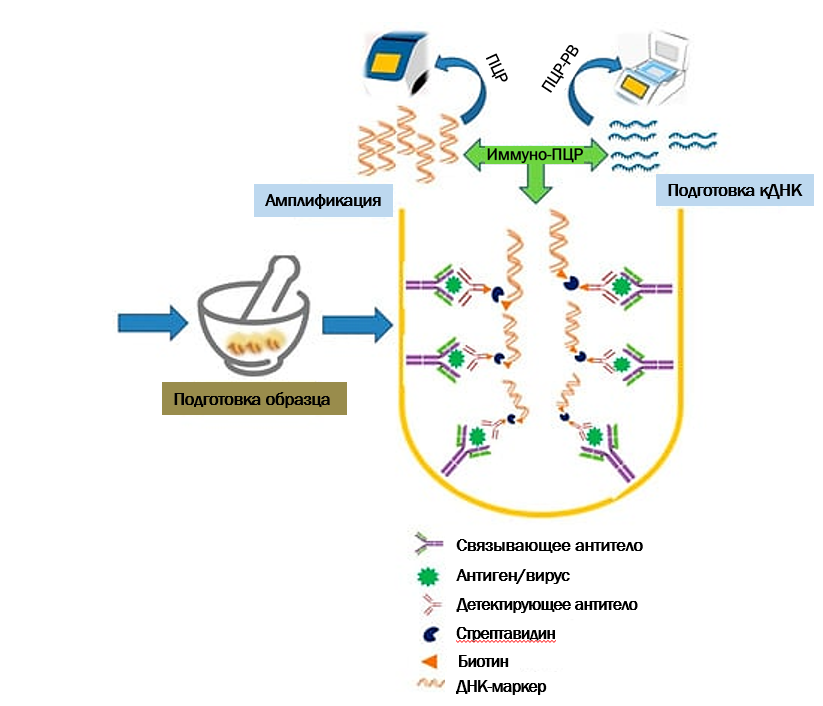 ПЦР
ПЦР-РВ
Иммуно-ПЦР
Амплификация
Подготовка кДНК
Подготовка образца
Связывающее антитело
Антиген/вирус
Детектирующее антитело
Стрептавидин
Биотин
ДНК-маркер